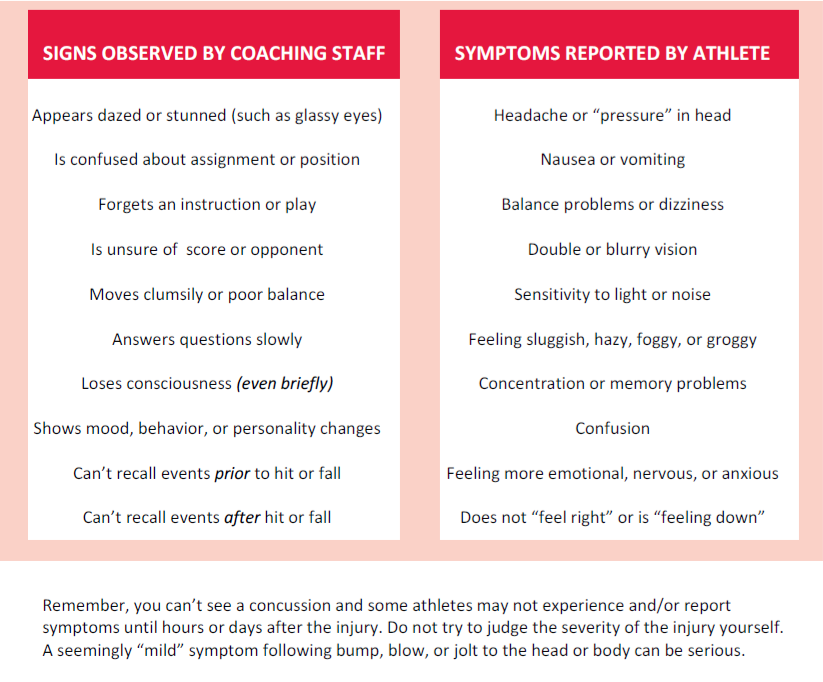 SIGNS OBSERVED BY COACHING STAFF
Appears dazed or stunned (such as glassy eyes)
Is confused about assignment or position
Forgets an instruction or play
Is unsure of  score or opponent
Moves clumsily or poor balance
Answers questions slowly
Loses consciousness (even briefly)
Shows mood, behavior, or personality changes
Can’t recall events prior to hit or fall
Can’t recall events after hit or fall
SYMPTOMS REPORTED BY ATHLETE
Headache or “pressure” in head
Nausea or vomiting
Balance problems or dizziness
Double or blurry vision
Sensitivity to light or noise
Feeling sluggish, hazy, foggy, or groggy
Concentration or memory problems
Confusion
Feeling more emotional, nervous, or anxious
Does not “feel right” or is “feeling down”
Remember, you can’t see a concussion and some athletes may not experience and/or report
symptoms until hours or days after the injury. Do not try to judge the severity of the injury yourself.
A seemingly “mild” symptom following bump, blow, or jolt to the head or body can be serious.